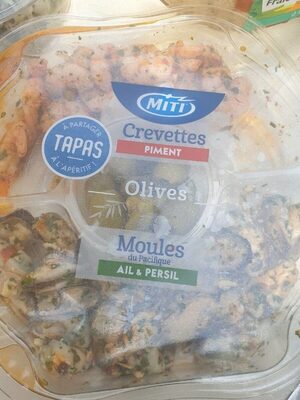 MiTi
Crevettes
PIMENT
À PARTAGER
TAPAS
À L'APÉRITIF!
Olives
Moules
du Pacifique
AIL & PERSIL